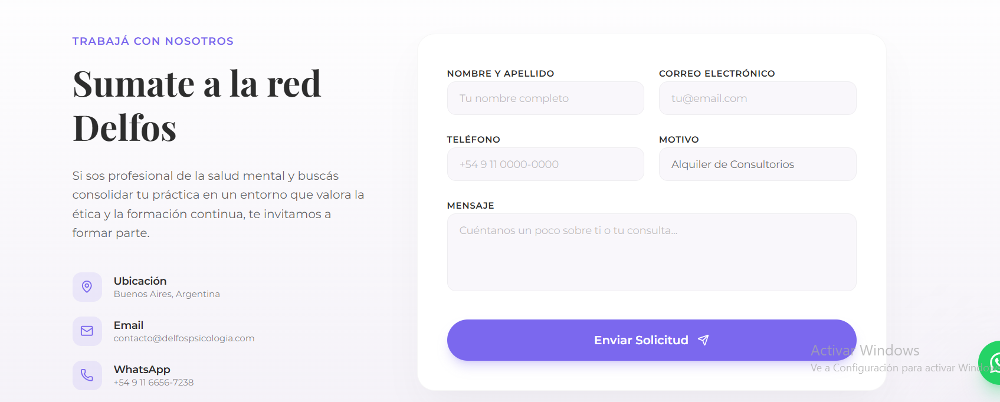 TRABAJÁ CON NOSOTROS
Sumate a la red
Delfos
Si sos profesional de la salud mental y buscás
consolidar tu práctica en un entorno que valora la
ética y la formación continua, te invitamos a
formar parte.
Ubicación
Buenos Aires, Argentina
Email
contacto@delfospsicologia.com
WhatsApp
+54 9 11 6656-7238
NOMBRE Y APELLIDO
Tu nombre completo
CORREO ELECTRÓNICO
tu@email.com
TELÉFONO
+54 9 11 0000-0000
MOTIVO
Alquiler de Consultorios
MENSAJE
Cuéntanos un poco sobre ti o tu consulta...
Enviar Solicitud
Activar Windows
Ve a Configuración para activar Windows